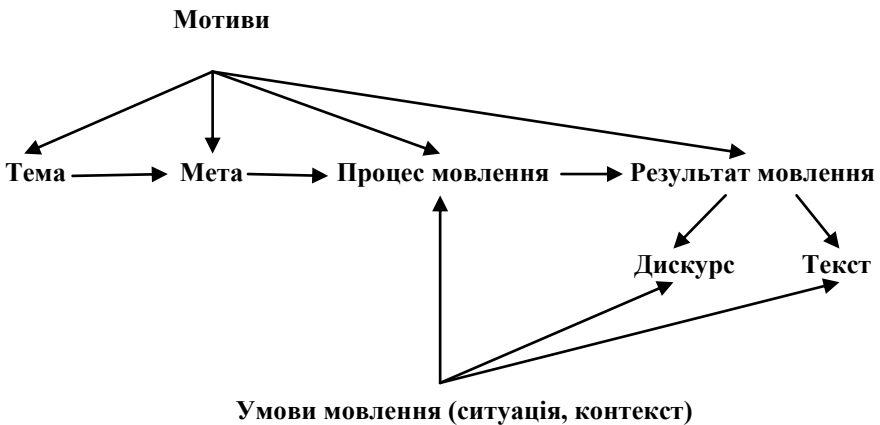 Мотиви
Тема Мета Процес мовлення Результат мовлення
Дискурс Текст
Умови мовлення (ситуація, контекст)